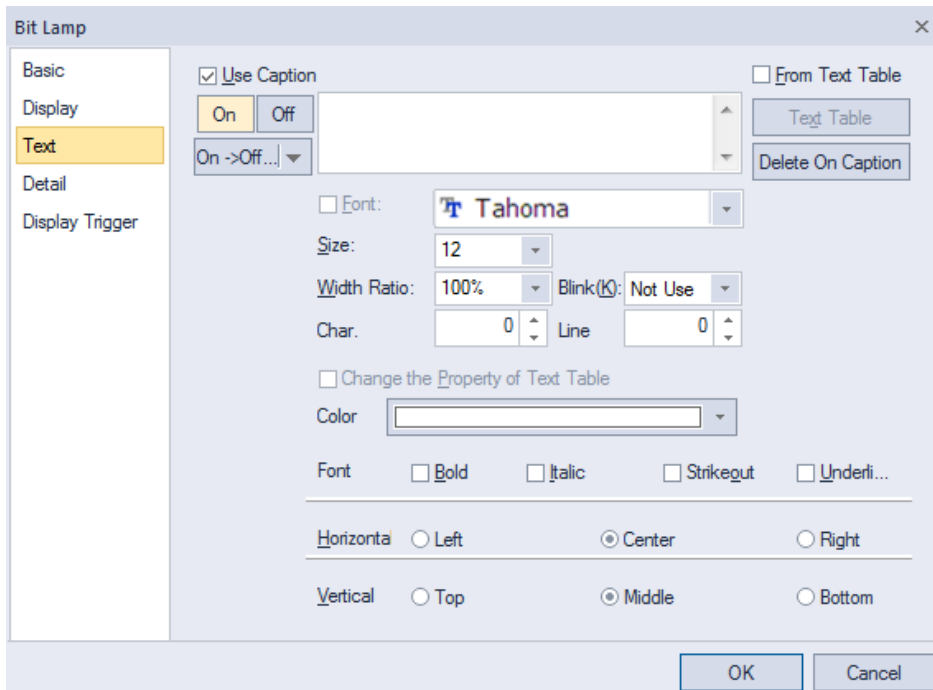 Bit Lamp
Basic
Display
Text
Detail
Display Trigger
Use Caption
From Text Table
On Off
Text Table
On ->Off...
Delete On Caption
Font: Tahoma
Size: 12
Width Ratio: 100% Blink(K): Not Use
Char. 0 Line 0
Change the Property of Text Table
Color
Font Bold Italic Strikeout Underli...
Horizonta Left Center Right
Vertical Top Middle Bottom
OK Cancel